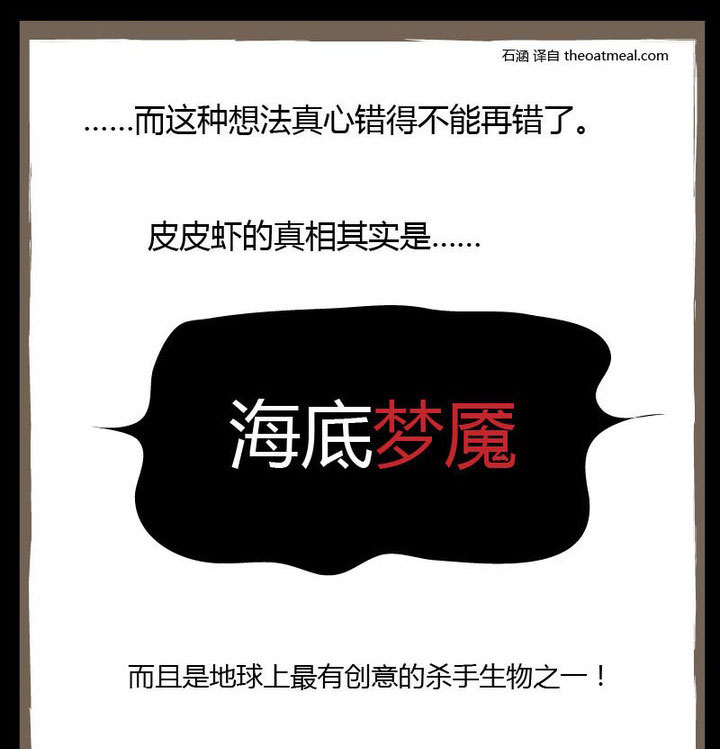 石涵 译自 theoatmeal.com
……而这种想法真心错得不能再错了。
皮皮虾的真相其实是……
海底梦魇
而且是地球上最有创意的杀手生物之一！